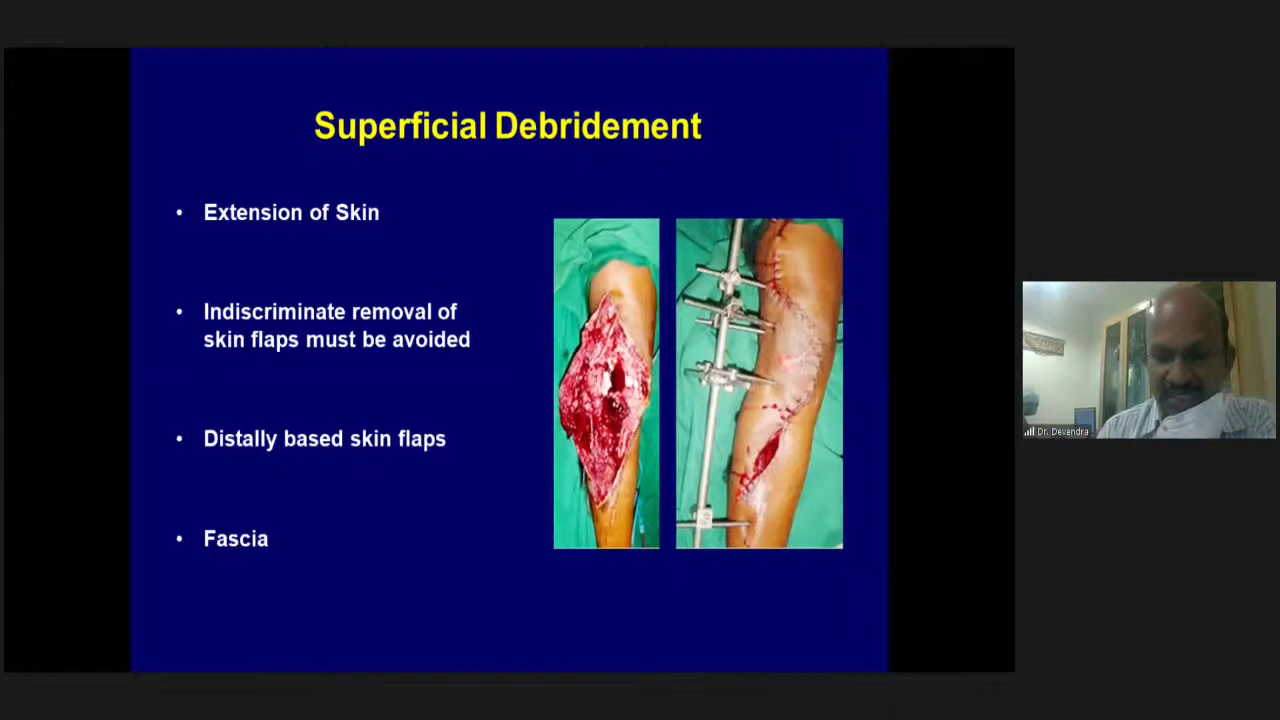 Superficial Debridement
• Extension of Skin
• Indiscriminate removal of
skin flaps must be avoided
• Distally based skin flaps
• Fascia
Dr. Devendra